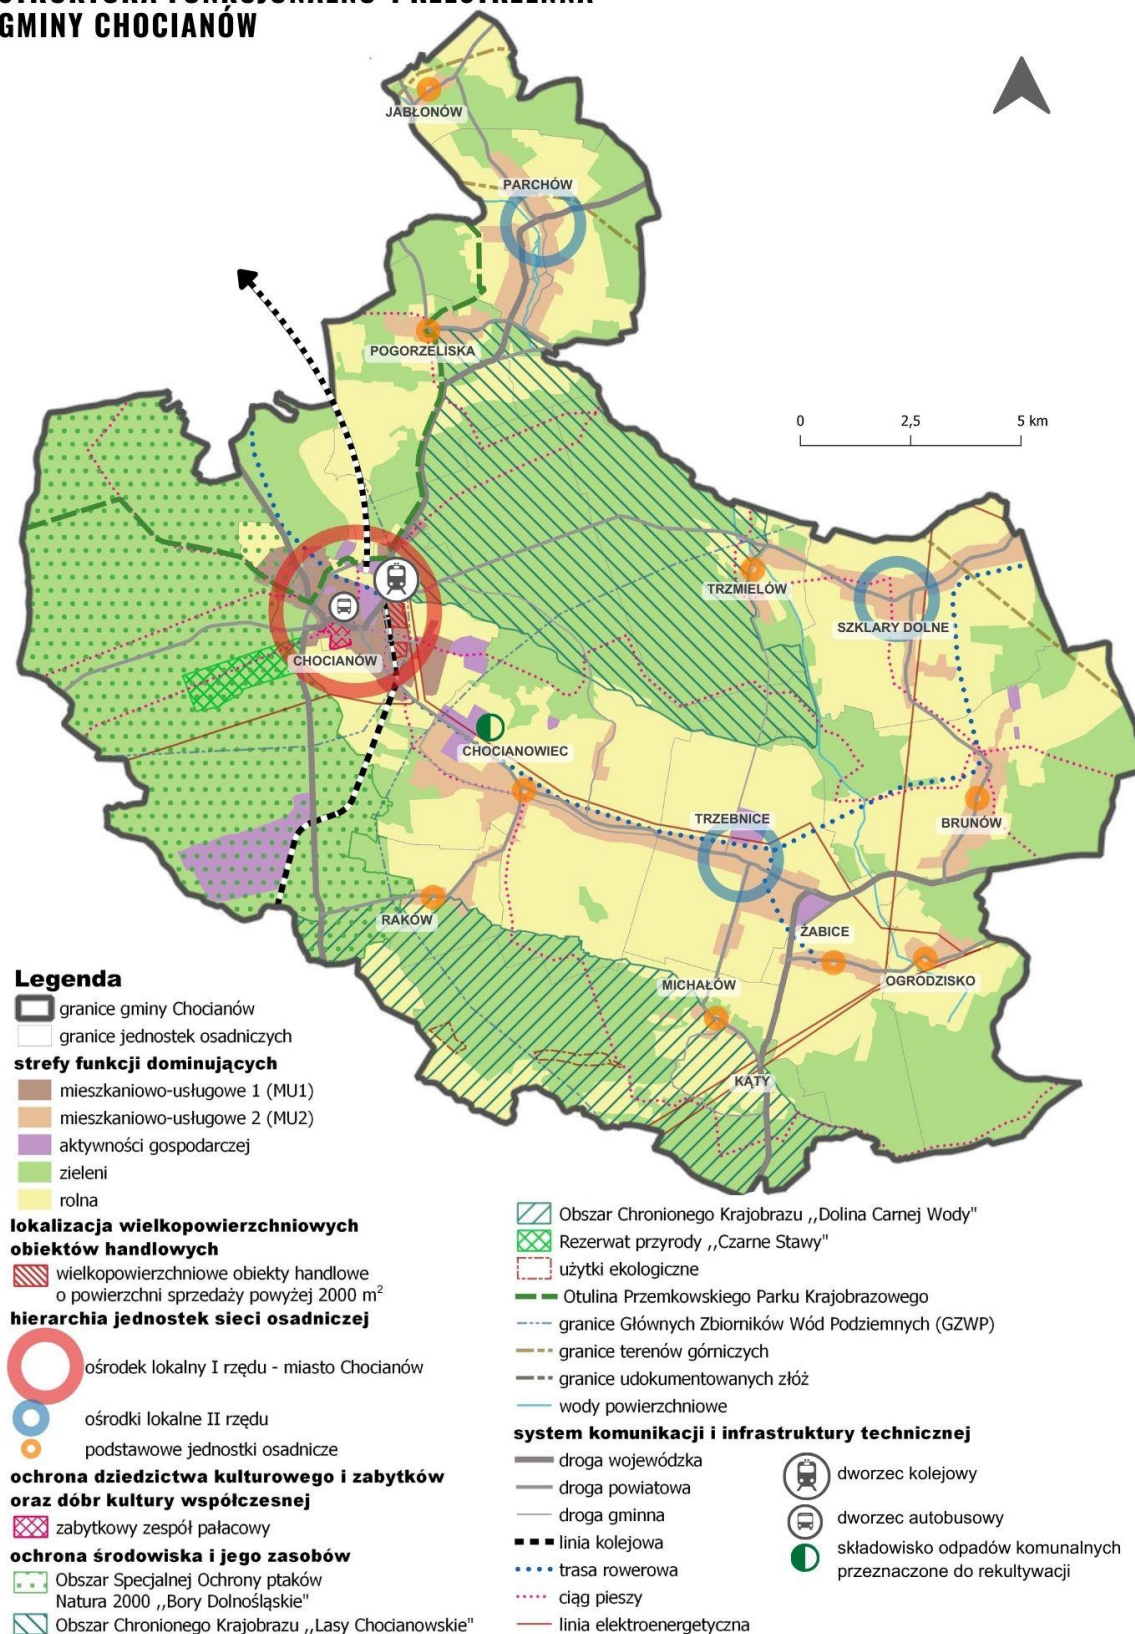 STRUKTURA FUNKCJONALNO-PRZESTRZENNA
GMINY CHOCIANÓW
JABŁONÓW
PARCHÓW
POGORZELISKA
0 2,5 5 km
TRZMIELÓW
SZKLARY DOLNE
CHOCIANÓW
CHOCIANOWIEC
TRZEBNICE
BRUNÓW
RAKÓW
ŻABICE
MICHAŁÓW
OGRODZISKO
KĄTY
Legenda
granice gminy Chocianów
granice jednostek osadniczych
strefy funkcji dominujących
mieszkaniowo-usługowe 1 (MU1)
mieszkaniowo-usługowe 2 (MU2)
aktywności gospodarczej
zieleni
rolna
lokalizacja wielkopowierzchniowych
obiektów handlowych
wielkopowierzchniowe obiekty handlowe
o powierzchni sprzedaży powyżej 2000 m²
hierarchia jednostek sieci osadniczej
ośrodek lokalny I rzędu - miasto Chocianów
ośrodki lokalne II rzędu
podstawowe jednostki osadnicze
ochrona dziedzictwa kulturowego i zabytków
oraz dóbr kultury współczesnej
zabytkowy zespół pałacowy
ochrona środowiska i jego zasobów
Obszar Specjalnej Ochrony ptaków
Natura 2000 ,,Bory Dolnośląskie"
Obszar Chronionego Krajobrazu ,,Lasy Chocianowskie"
Obszar Chronionego Krajobrazu ,,Dolina Carnej Wody"
Rezerwat przyrody ,,Czarne Stawy"
użytki ekologiczne
Otulina Przemkowskiego Parku Krajobrazowego
granice Głównych Zbiorników Wód Podziemnych (GZWP)
granice terenów górniczych
granice udokumentowanych złóż
wody powierzchniowe
system komunikacji i infrastruktury technicznej
droga wojewódzka
droga powiatowa
droga gminna
linia kolejowa
trasa rowerowa
ciąg pieszy
linia elektroenergetyczna
dworzec kolejowy
dworzec autobusowy
składowisko odpadów komunalnych
przeznaczone do rekultywacji